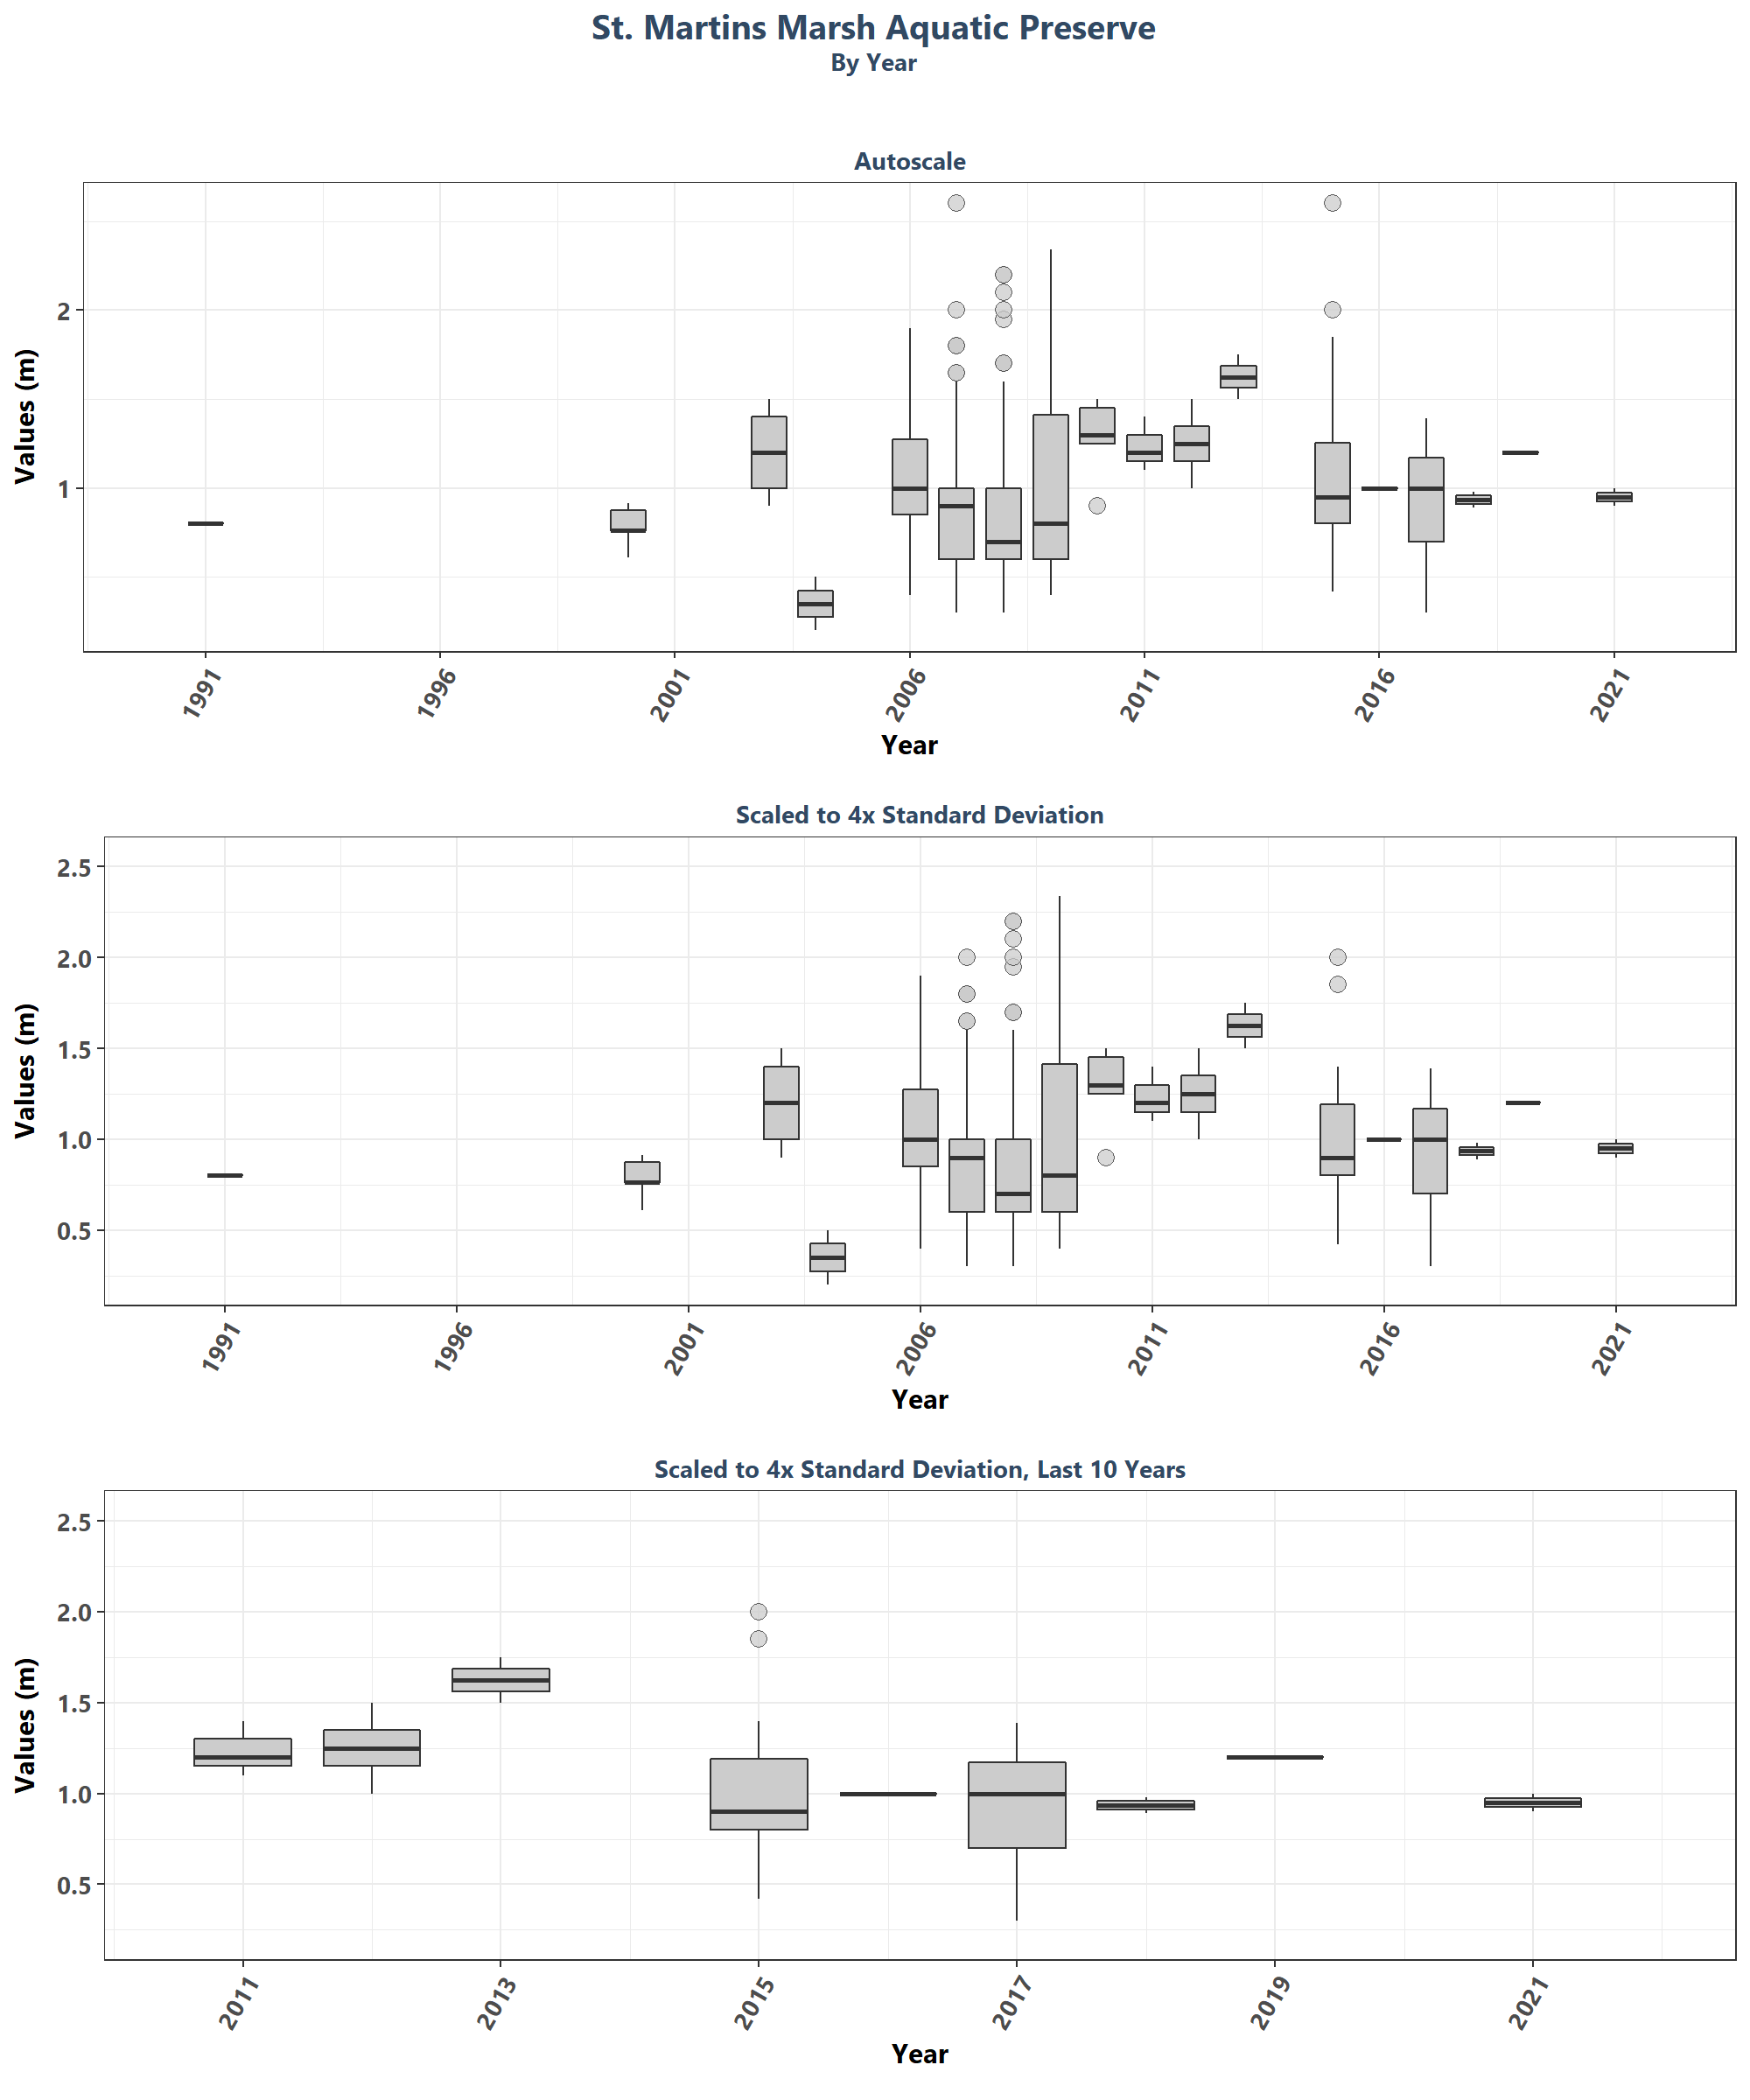 St. Martins Marsh Aquatic Preserve
By Year
Autoscale
Values (m)
2
1
1991 1996 2001 2006 2011 2016 2021
Year
Scaled to 4x Standard Deviation
Values (m)
2.5
2.0
1.5
1.0
0.5
1991 1996 2001 2006 2011 2016 2021
Year
Scaled to 4x Standard Deviation, Last 10 Years
Values (m)
2.5
2.0
1.5
1.0
0.5
2011 2013 2015 2017 2019 2021
Year